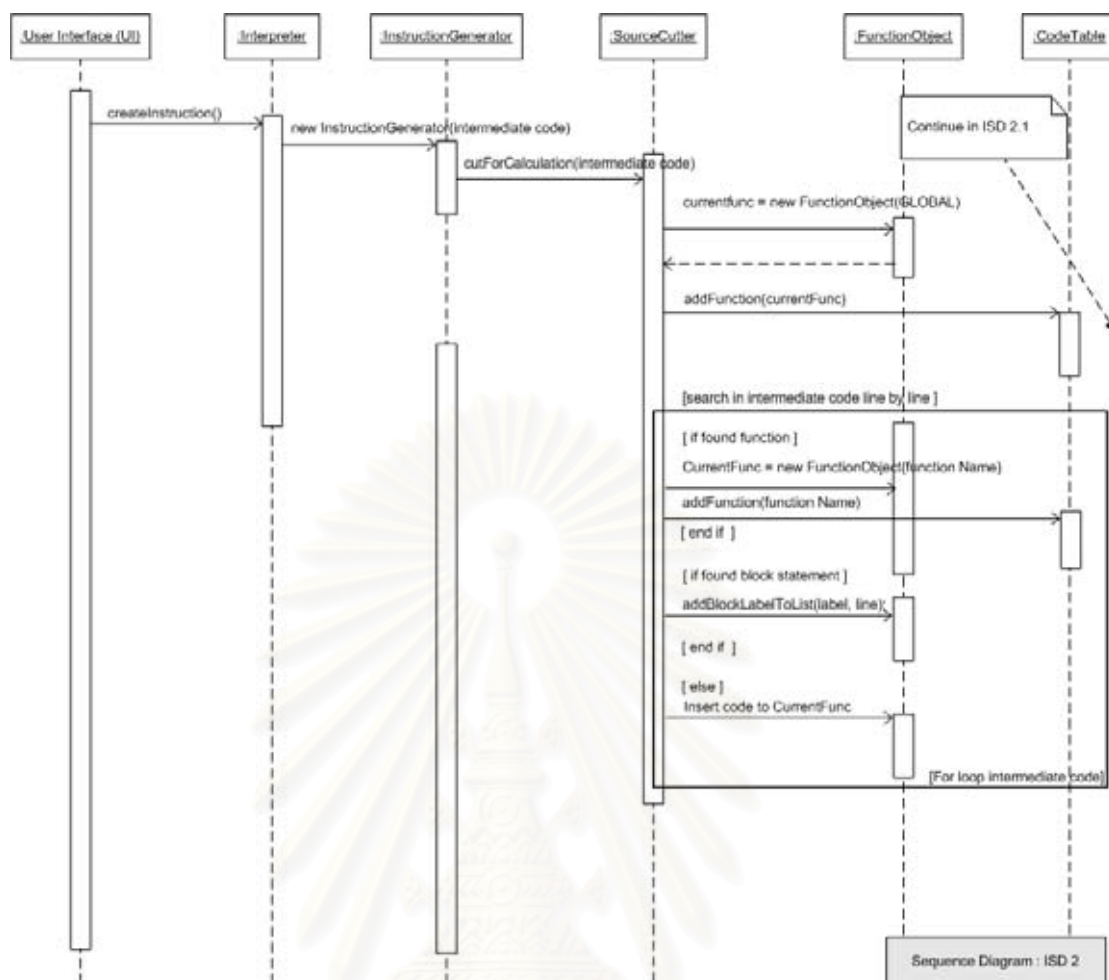 :User Interface (UI)
:Interpreter
:InstructionGenerator
:SourceCutter
:FunctionObject
:CodeTable
createInstruction()
new InstructionGenerator(intermediate code)
cutForCalculation(intermediate code)
Continue in ISD 2.1
currentfunc = new FunctionObject(GLOBAL)
addFunction(currentFunc)
[search in intermediate code line by line ]
[ if found function ]
CurrentFunc = new FunctionObject(function Name)
addFunction(function Name)
[ end if ]
[ if found block statement ]
addBlockLabelToList(label, line);
[ end if ]
[ else ]
Insert code to CurrentFunc
[For loop intermediate code]
Sequence Diagram : ISD 2